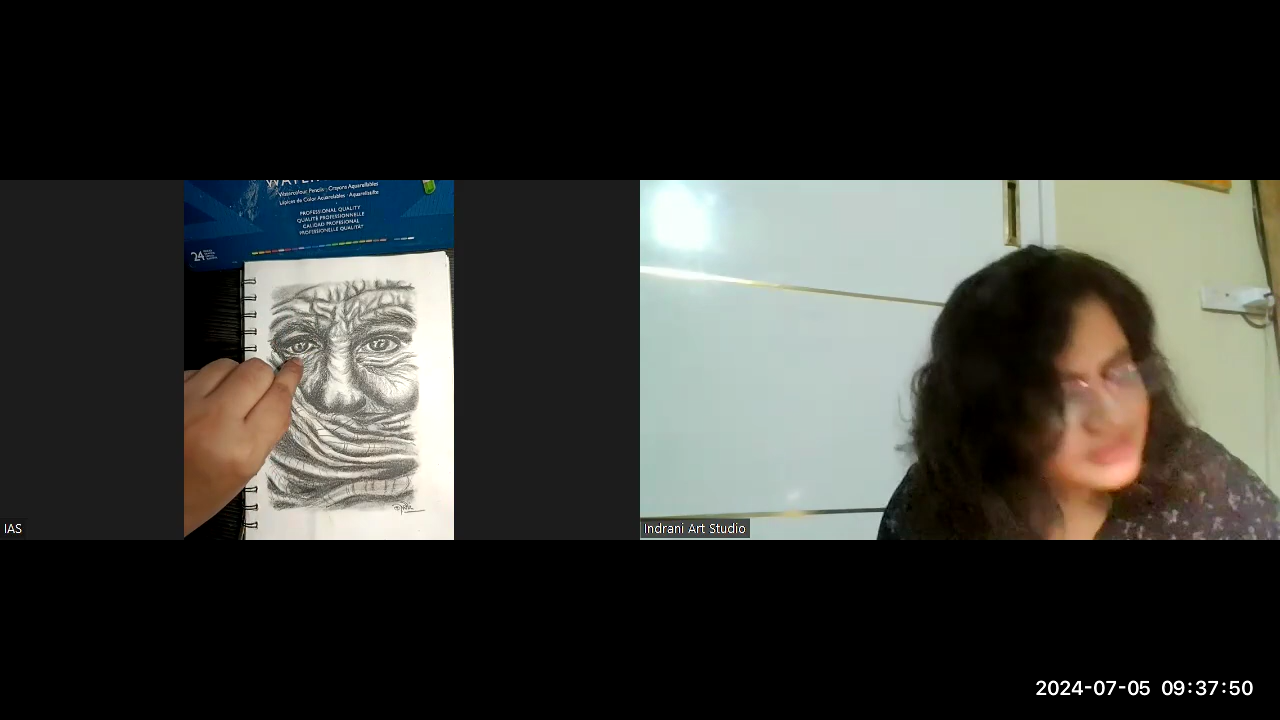 Watercolour Pencils · Crayons Aquarellables
Lápices de Color Acuarelables · Aquarellstifte
PROFESSIONAL QUALITY
QUALITÉ PROFESSIONNELLE
CALIDAD PROFESIONAL
PROFESSIONELLE QUALITÄT
24
IAS
Indrani Art Studio
2024-07-05 09:37:50